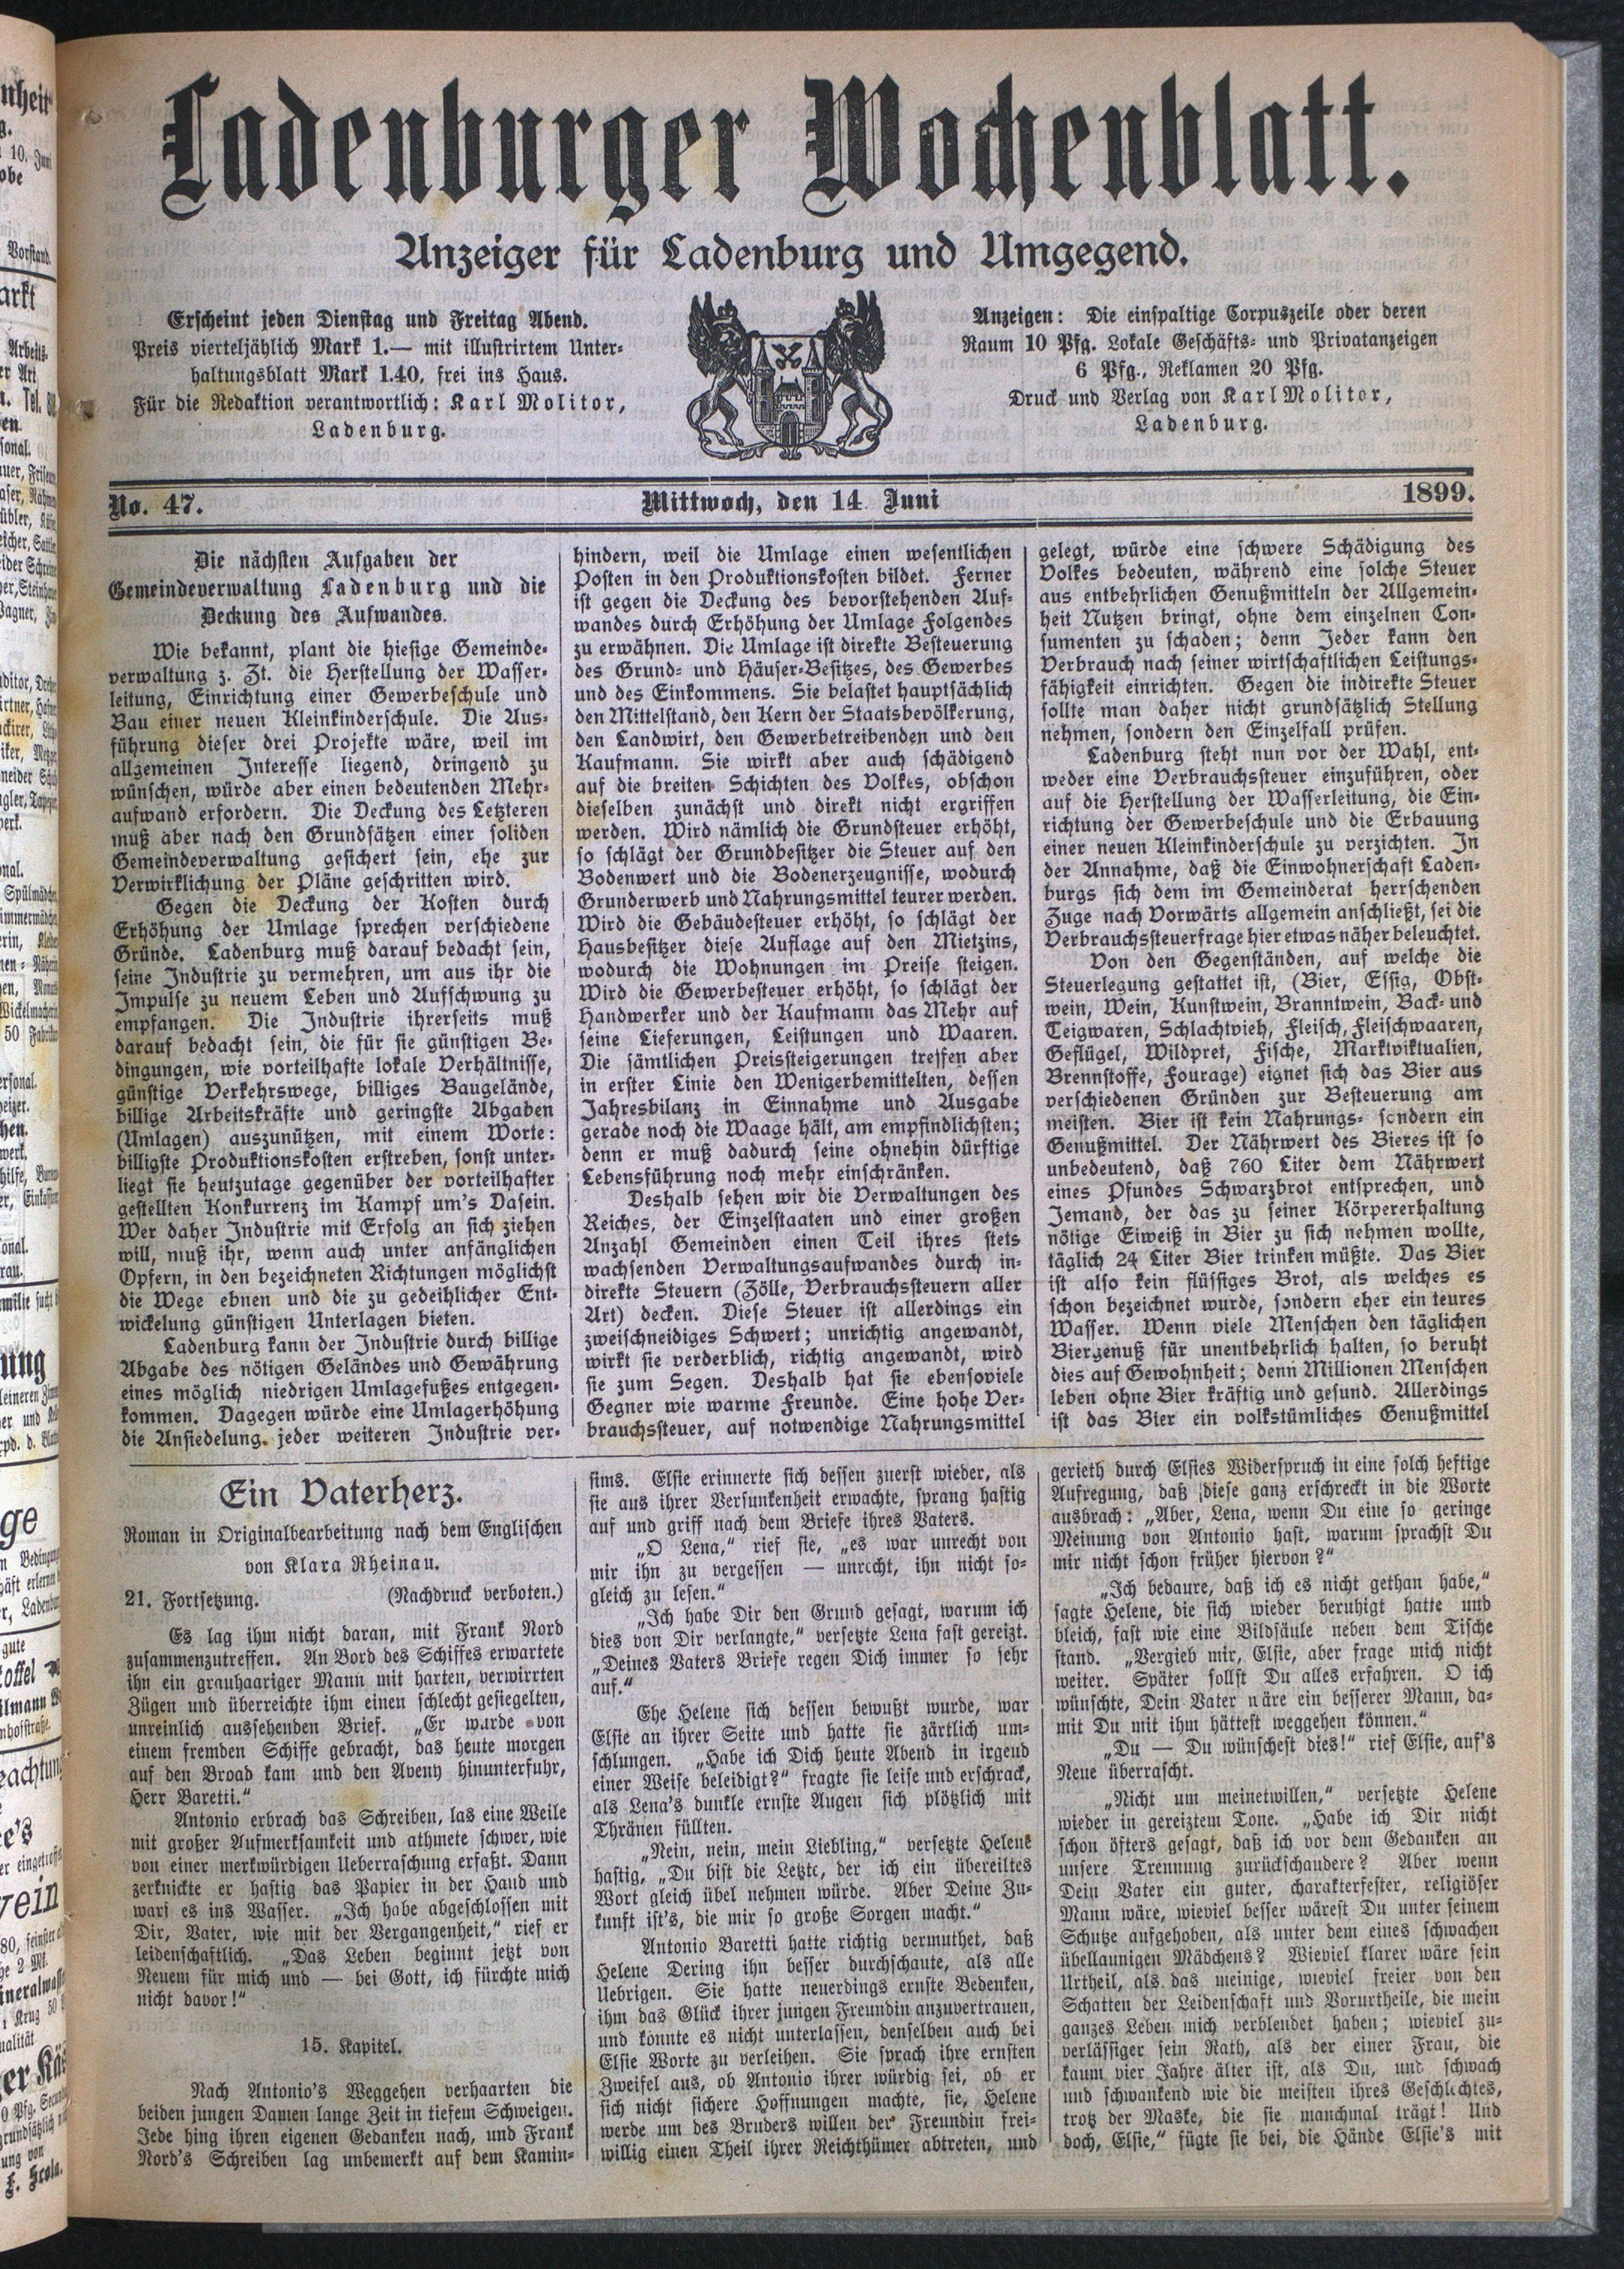 Ladenburger Wochenblatt.
Anzeiger für Ladenburg und Umgegend.
Erscheint jeden Dienstag und Freitag Abend.
Preis vierteljählich Mark 1.— mit illustrirtem Unter-
haltungsblatt Mark 1.40, frei ins Haus.
Für die Redaktion verantwortlich: Karl Molitor,
Ladenburg.
Anzeigen: Die einspaltige Corpuszeile oder deren
Raum 10 Pfg. Lokale Geschäfts- und Privatanzeigen
6 Pfg., Reklamen 20 Pfg.
Druck und Verlag von Karl Molitor,
Ladenburg.
No. 47.
Mittwoch, den 14 Juni
1899.
Die nächsten Aufgaben der
Gemeindeverwaltung Ladenburg und die
Deckung des Aufwandes.
Wie bekannt, plant die hiesige Gemeinde-
verwaltung z. Zt. die Herstellung der Wasser-
leitung, Einrichtung einer Gewerbeschule und
Bau einer neuen Kleinkinderschule. Die Aus-
führung dieser drei Projekte wäre, weil im
allgemeinen Interesse liegend, dringend zu
wünschen, würde aber einen bedeutenden Mehr-
aufwand erfordern. Die Deckung des Letzteren
muß aber nach den Grundsätzen einer soliden
Gemeindeverwaltung gesichert sein, ehe zur
Verwirklichung der Pläne geschritten wird.
Gegen die Deckung der Kosten durch
Erhöhung der Umlage sprechen verschiedene
Gründe. Ladenburg muß darauf bedacht sein,
seine Industrie zu vermehren, um aus ihr die
Impulse zu neuem Leben und Aufschwung zu
empfangen. Die Industrie ihrerseits muß
darauf bedacht sein, die für sie günstigen Be-
dingungen, wie vorteilhafte lokale Verhältnisse,
günstige Verkehrswege, billiges Baugelände,
billige Arbeitskräfte und geringste Abgaben
(Umlagen) auszunützen, mit einem Worte:
billigste Produktionskosten erstreben, sonst unter-
liegt sie heutzutage gegenüber der vorteilhafter
gestellten Konkurrenz im Kampf um's Dasein.
Wer daher Industrie mit Erfolg an sich ziehen
will, muß ihr, wenn auch unter anfänglichen
Opfern, in den bezeichneten Richtungen möglichst
die Wege ebnen und die zu gedeihlicher Ent-
wickelung günstigen Unterlagen bieten.
Ladenburg kann der Industrie durch billige
Abgabe des nötigen Geländes und Gewährung
eines möglich niedrigen Umlagefußes entgegen-
kommen. Dagegen würde eine Umlagerhöhung
die Ansiedelung jeder weiteren Industrie ver-
hindern, weil die Umlage einen wesentlichen
Posten in den Produktionskosten bildet. Ferner
ist gegen die Deckung des bevorstehenden Auf-
wandes durch Erhöhung der Umlage Folgendes
zu erwähnen. Die Umlage ist direkte Besteuerung
des Grund- und Häuser-Besitzes, des Gewerbes
und des Einkommens. Sie belastet hauptsächlich
den Mittelstand, den Kern der Staatsbevölkerung,
den Landwirt, den Gewerbetreibenden und den
Kaufmann. Sie wirkt aber auch schädigend
auf die breiten Schichten des Volkes, obschon
dieselben zunächst und direkt nicht ergriffen
werden. Wird nämlich die Grundsteuer erhöht,
so schlägt der Grundbesitzer die Steuer auf den
Bodenwert und die Bodenerzeugnisse, wodurch
Grunderwerb und Nahrungsmittel teurer werden.
Wird die Gebäudesteuer erhöht, so schlägt der
Hausbesitzer diese Auflage auf den Mietzins,
wodurch die Wohnungen im Preise steigen.
Wird die Gewerbesteuer erhöht, so schlägt der
Handwerker und der Kaufmann das Mehr auf
seine Lieferungen, Leistungen und Waaren.
Die sämtlichen Preissteigerungen treffen aber
in erster Linie den Wenigerbemittelten, dessen
Jahresbilanz in Einnahme und Ausgabe
gerade noch die Waage hält, am empfindlichsten;
denn er muß dadurch seine ohnehin dürftige
Lebensführung noch mehr einschränken.
Deshalb sehen wir die Verwaltungen des
Reiches, der Einzelstaaten und einer großen
Anzahl Gemeinden einen Teil ihres stets
wachsenden Verwaltungsaufwandes durch in-
direkte Steuern (Zölle, Verbrauchssteuern aller
Art) decken. Diese Steuer ist allerdings ein
zweischneidiges Schwert; unrichtig angewandt,
wirkt sie verderblich, richtig angewandt, wird
sie zum Segen. Deshalb hat sie ebensoviele
Gegner wie warme Freunde. Eine hohe Ver-
brauchssteuer, auf notwendige Nahrungsmittel
gelegt, würde eine schwere Schädigung des
Volkes bedeuten, während eine solche Steuer
aus entbehrlichen Genußmitteln der Allgemein-
heit Nutzen bringt, ohne dem einzelnen Con-
sumenten zu schaden; denn Jeder kann den
Verbrauch nach seiner wirtschaftlichen Leistungs-
fähigkeit einrichten. Gegen die indirekte Steuer
sollte man daher nicht grundsätzlich Stellung
nehmen, sondern den Einzelfall prüfen.
Ladenburg steht nun vor der Wahl, ent-
weder eine Verbrauchssteuer einzuführen, oder
auf die Herstellung der Wasserleitung, die Ein-
richtung der Gewerbeschule und die Erbauung
einer neuen Kleinkinderschule zu verzichten. In
der Annahme, daß die Einwohnerschaft Laden-
burgs sich dem im Gemeinderat herrschenden
Zuge nach Vorwärts allgemein anschließt, sei die
Verbrauchssteuerfrage hier etwas näher beleuchtet.
Von den Gegenständen, auf welche die
Steuerlegung gestattet ist, (Bier, Essig, Obst-
wein, Wein, Kunstwein, Branntwein, Back- und
Teigwaren, Schlachtvieh, Fleisch, Fleischwaaren,
Geflügel, Wildpret, Fische, Marktviktualien,
Brennstoffe, Fourage) eignet sich das Bier aus
verschiedenen Gründen zur Besteuerung am
meisten. Bier ist kein Nahrungs- sondern ein
Genußmittel. Der Nährwert des Bieres ist so
unbedeutend, daß 760 Liter dem Nährwert
eines Pfundes Schwarzbrot entsprechen, und
Jemand, der das zu seiner Körpererhaltung
nötige Eiweiß in Bier zu sich nehmen wollte,
täglich 24 Liter Bier trinken müßte. Das Bier
ist also kein flüssiges Brot, als welches es
schon bezeichnet wurde, sondern eher ein teures
Wasser. Wenn viele Menschen den täglichen
Biergenuß für unentbehrlich halten, so beruht
dies auf Gewohnheit; denn Millionen Menschen
leben ohne Bier kräftig und gesund. Allerdings
ist das Bier ein volkstümliches Genußmittel
Ein Vaterherz.
Roman in Originalbearbeitung nach dem Englischen
von Klara Rheinau.
21. Fortsetzung. (Nachdruck verboten.)
Es lag ihm nicht daran, mit Frank Nord
zusammenzutreffen. An Bord des Schiffes erwartete
ihn ein grauhaariger Mann mit harten, verwirrten
Zügen und überreichte ihm einen schlecht gesiegelten,
unreinlich aussehenden Brief. „Er wurde von
einem fremden Schiffe gebracht, das heute morgen
auf den Broad kam und den Aveny hinunterfuhr,
Herr Baretti.“
Antonio erbrach das Schreiben, las eine Weile
mit großer Aufmerksamkeit und athmete schwer, wie
von einer merkwürdigen Ueberraschung erfaßt. Dann
zerknickte er hastig das Papier in der Hand und
warf es ins Wasser. „Ich habe abgeschlossen mit
Dir, Vater, wie mit der Vergangenheit,“ rief er
leidenschaftlich. „Das Leben beginnt jetzt von
Neuem für mich und — bei Gott, ich fürchte mich
nicht davor!“
15. Kapitel.
Nach Antonio's Weggehen verhaarten die
beiden jungen Damen lange Zeit in tiefem Schweigen.
Jede hing ihren eigenen Gedanken nach, und Frank
Nord's Schreiben lag unbemerkt auf dem Kamin-
sims. Elsie erinnerte sich dessen zuerst wieder, als
sie aus ihrer Versunkenheit erwachte, sprang hastig
auf und griff nach dem Briefe ihres Vaters.
„O Lena,“ rief sie, „es war unrecht von
mir ihn zu vergessen — unrecht, ihn nicht so-
gleich zu lesen.“
„Ich habe Dir den Grund gesagt, warum ich
dies von Dir verlangte,“ versetzte Lena fast gereizt.
„Deines Vaters Briefe regen Dich immer so sehr
auf.“
Ehe Helene sich dessen bewußt wurde, war
Elsie an ihrer Seite und hatte sie zärtlich um-
schlungen. „Habe ich Dich heute Abend in irgend
einer Weise beleidigt?“ fragte sie leise und erschrack,
als Lena's dunkle ernste Augen sich plötzlich mit
Thränen füllten.
„Nein, nein, mein Liebling,“ versetzte Helene
hastig, „Du bist die Letzte, der ich ein übereiltes
Wort gleich übel nehmen würde. Aber Deine Zu-
kunft ist's, die mir so große Sorgen macht.“
Antonio Baretti hatte richtig vermuthet, daß
Helene Dering ihn besser durchschaute, als alle
Uebrigen. Sie hatte neuerdings ernste Bedenken,
ihm das Glück ihrer jungen Freundin anzuvertrauen,
und konnte es nicht unterlassen, denselben auch bei
Elsie Worte zu verleihen. Sie sprach ihre ernsten
Zweifel aus, ob Antonio ihrer würdig sei, ob er
sich nicht sichere Hoffnungen machte, sie, Helene
werde um des Bruders willen der Freundin frei-
willig einen Theil ihrer Reichthümer abtreten, und
gerieth durch Elsies Widerspruch in eine solch heftige
Aufregung, daß diese ganz erschreckt in die Worte
ausbrach: „Aber, Lena, wenn Du eine so geringe
Meinung von Antonio hast, warum sprachst Du
mir nicht schon früher hiervon?“
„Ich bedaure, daß ich es nicht gethan habe,“
sagte Helene, die sich wieder beruhigt hatte und
bleich, fast wie eine Bildsäule neben dem Tische
stand. „Vergieb mir, Elsie, aber frage mich nicht
weiter. Später sollst Du alles erfahren. O ich
wünschte, Dein Vater wäre ein besserer Mann, da-
mit Du mit ihm hättest weggehen können.“
„Du — Du wünschest dies!“ rief Elsie, auf's
Neue überrascht.
„Nicht um meinetwillen,“ versetzte Helene
wieder in gereiztem Tone. „Habe ich Dir nicht
schon öfters gesagt, daß ich vor dem Gedanken an
unsere Trennung zurückschaudere? Aber wenn
Dein Vater ein guter, charakterfester, religiöser
Mann wäre, wieviel besser wärest Du unter seinem
Schutze aufgehoben, als unter dem eines schwachen
übellaunigen Mädchens? Wieviel klarer wäre sein
Urtheil, als das meinige, wieviel freier von den
Schatten der Leidenschaft und Vorurtheile, die mein
ganzes Leben mich verblendet haben; wieviel zu-
verlässiger sein Rath, als der einer Frau, die
kaum vier Jahre älter ist, als Du, und schwach
und schwankend wie die meisten ihres Geschlechtes,
trotz der Maske, die sie manchmal trägt! Und
doch, Elsie,“ fügte sie bei, die Hände Elsie's mit